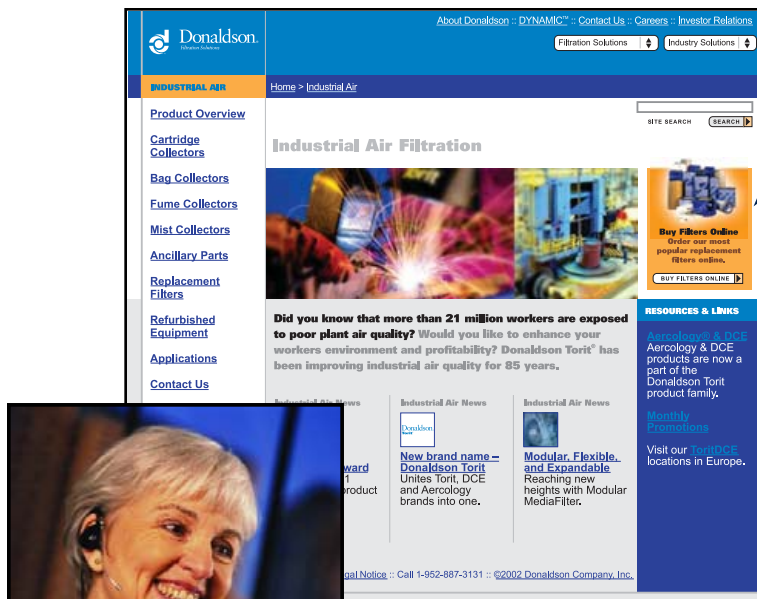 About Donaldson :: DYNAMIC™ :: Contact Us :: Careers :: Investor Relations
Donaldson.
Filtration Solutions
Filtration Solutions
Industry Solutions
INDUSTRIAL AIR
Home > Industrial Air
Product Overview
Cartridge
Collectors
Bag Collectors
Fume Collectors
Mist Collectors
Ancillary Parts
Replacement
Filters
Refurbished
Equipment
Applications
Contact Us
SITE SEARCH
SEARCH
Industrial Air Filtration
Buy Filters Online
Order our most
popular replacement
filters online.
BUY FILTERS ONLINE
Did you know that more than 21 million workers are exposed
to poor plant air quality? Would you like to enhance your
workers environment and profitability? Donaldson Torit® has
been improving industrial air quality for 85 years.
RESOURCES & LINKS
Aercology® & DCE
Aercology & DCE
products are now a
part of the
Donaldson Torit
product family.
Monthly
Promotions
Visit our ToritDCE
locations in Europe.
Industrial Air News
ward
1
product
Industrial Air News
Donaldson
New brand name –
Donaldson Torit
Unites Torit, DCE
and Aercology
brands into one.
Industrial Air News
Modular, Flexible,
and Expandable
Reaching new
heights with Modular
MediaFilter.
gal Notice :: Call 1-952-887-3131 :: ©2002 Donaldson Company, Inc.